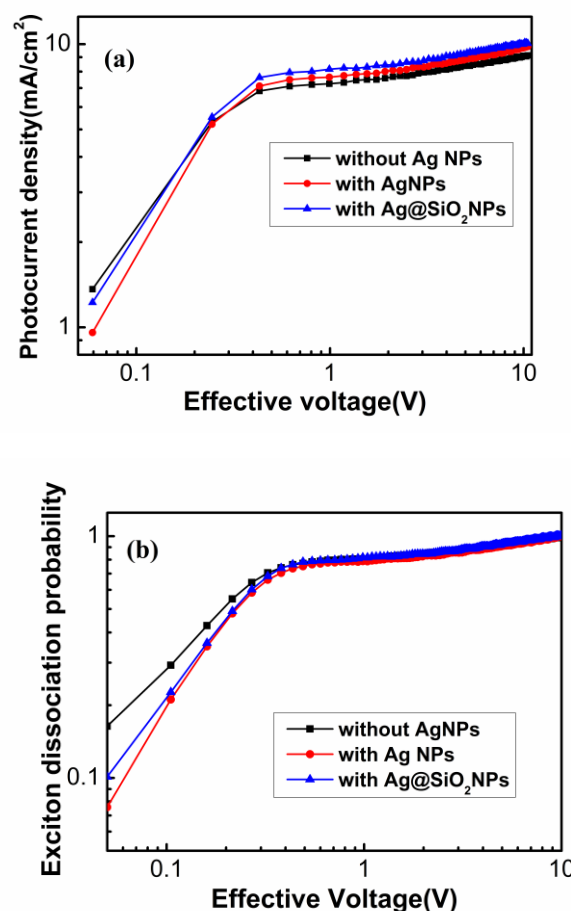 (a)
10
1
Photocurrent density(mA/cm²)
without Ag NPs
with AgNPs
with Ag@SiO₂NPs
0.1 1 10
Effective voltage(V)
(b)
1
0.1
Exciton dissociation probability
without AgNPs
with Ag NPs
with Ag@SiO₂NPs
0.1 1 10
Effective Voltage(V)